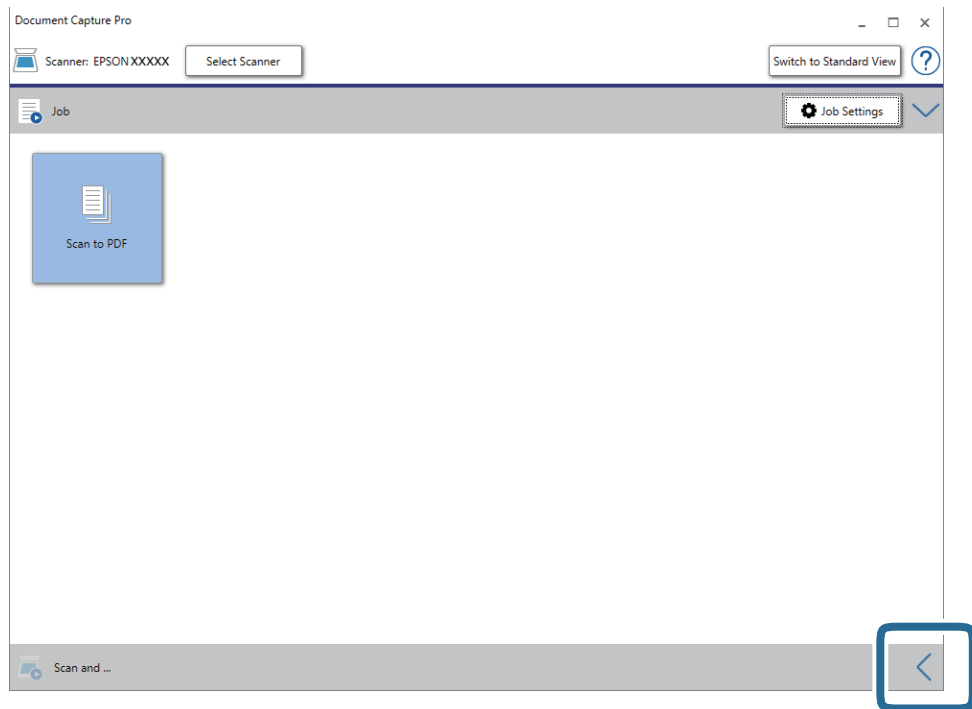 Document Capture Pro
Scanner: EPSON XXXXX Select Scanner Switch to Standard View ?
Job Job Settings
Scan to PDF
Scan and ...